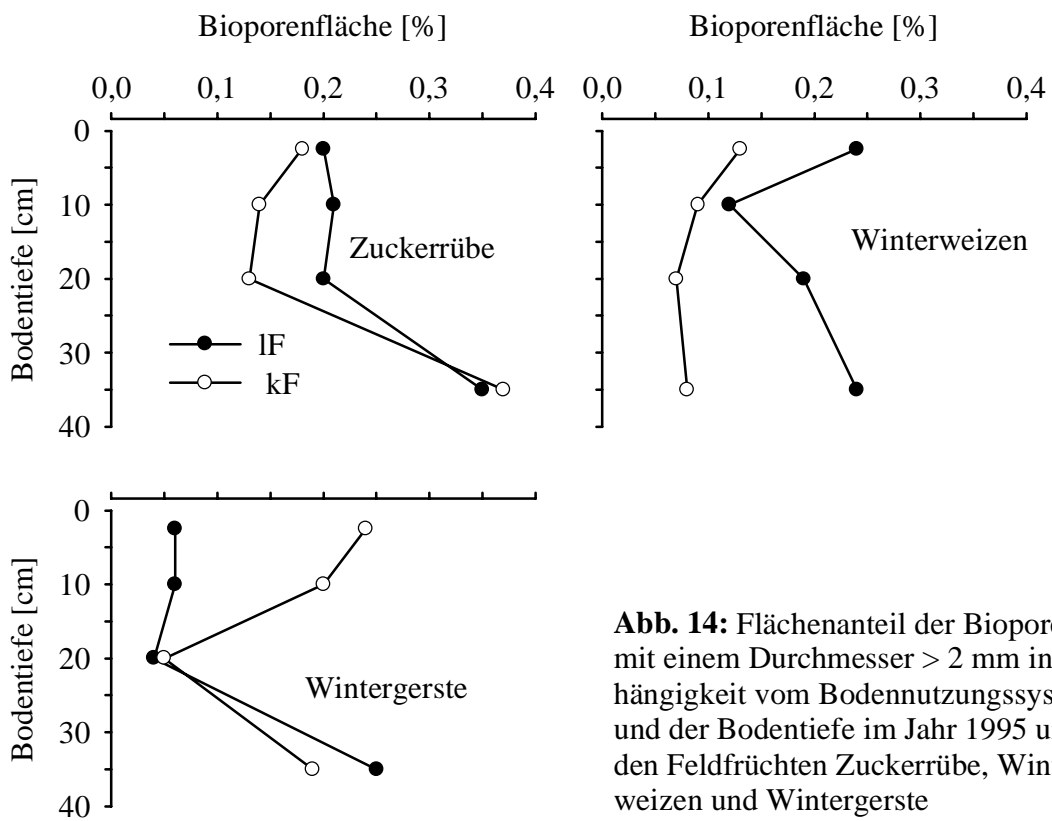 Bioporenfläche [%]
0,0 0,1 0,2 0,3 0,4
Bodentiefe [cm]
0
10
20
30
40
Zuckerrübe
lF
kF
Bioporenfläche [%]
0,0 0,1 0,2 0,3 0,4
Winterweizen
Bodentiefe [cm]
0
10
20
30
40
Wintergerste
Abb. 14: Flächenanteil der
mit einem Durchmesser > 2 mm in
hängigkeit vom
und der Bodentiefe im Jahr 1995
den Feldfrüchten Zuckerrübe,
weizen und Wintergerste